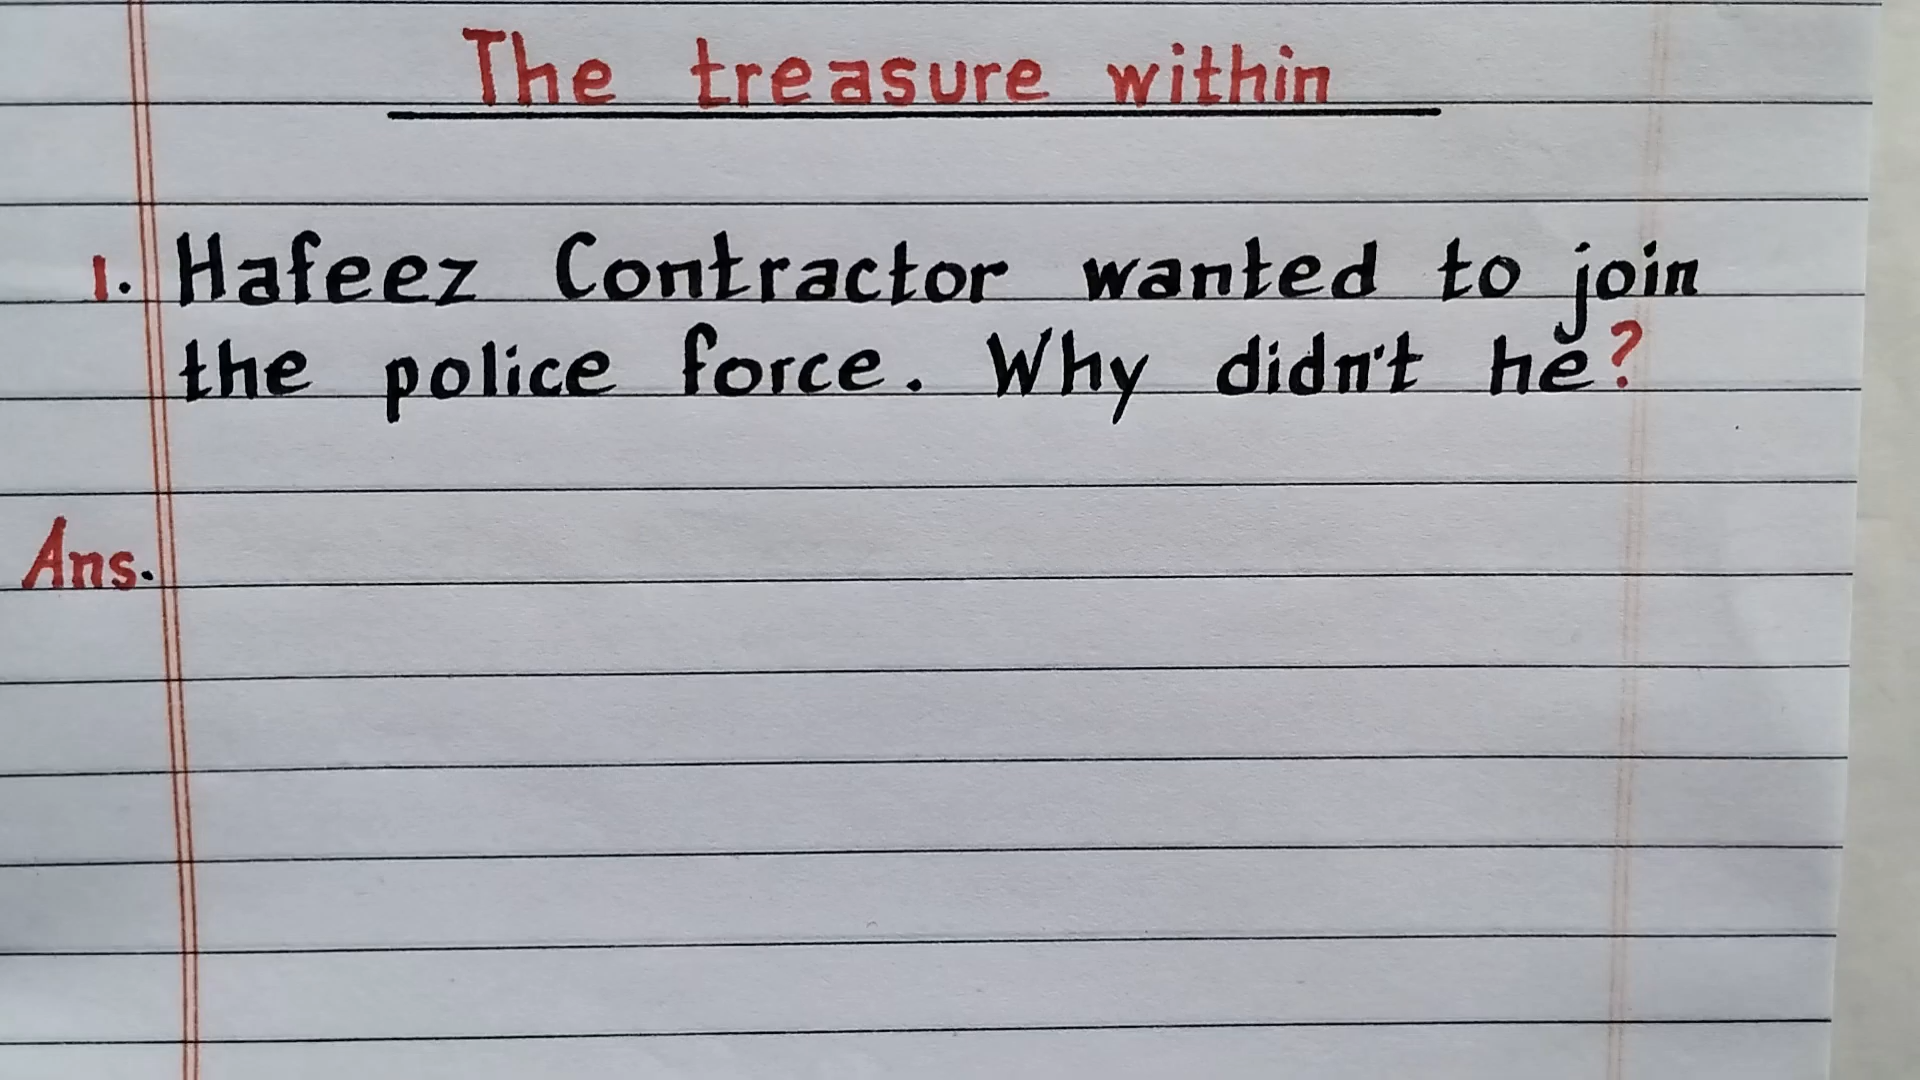 The treasure within
1. Hafeez Contractor wanted to join
the police force. Why didn't he?
Ans.